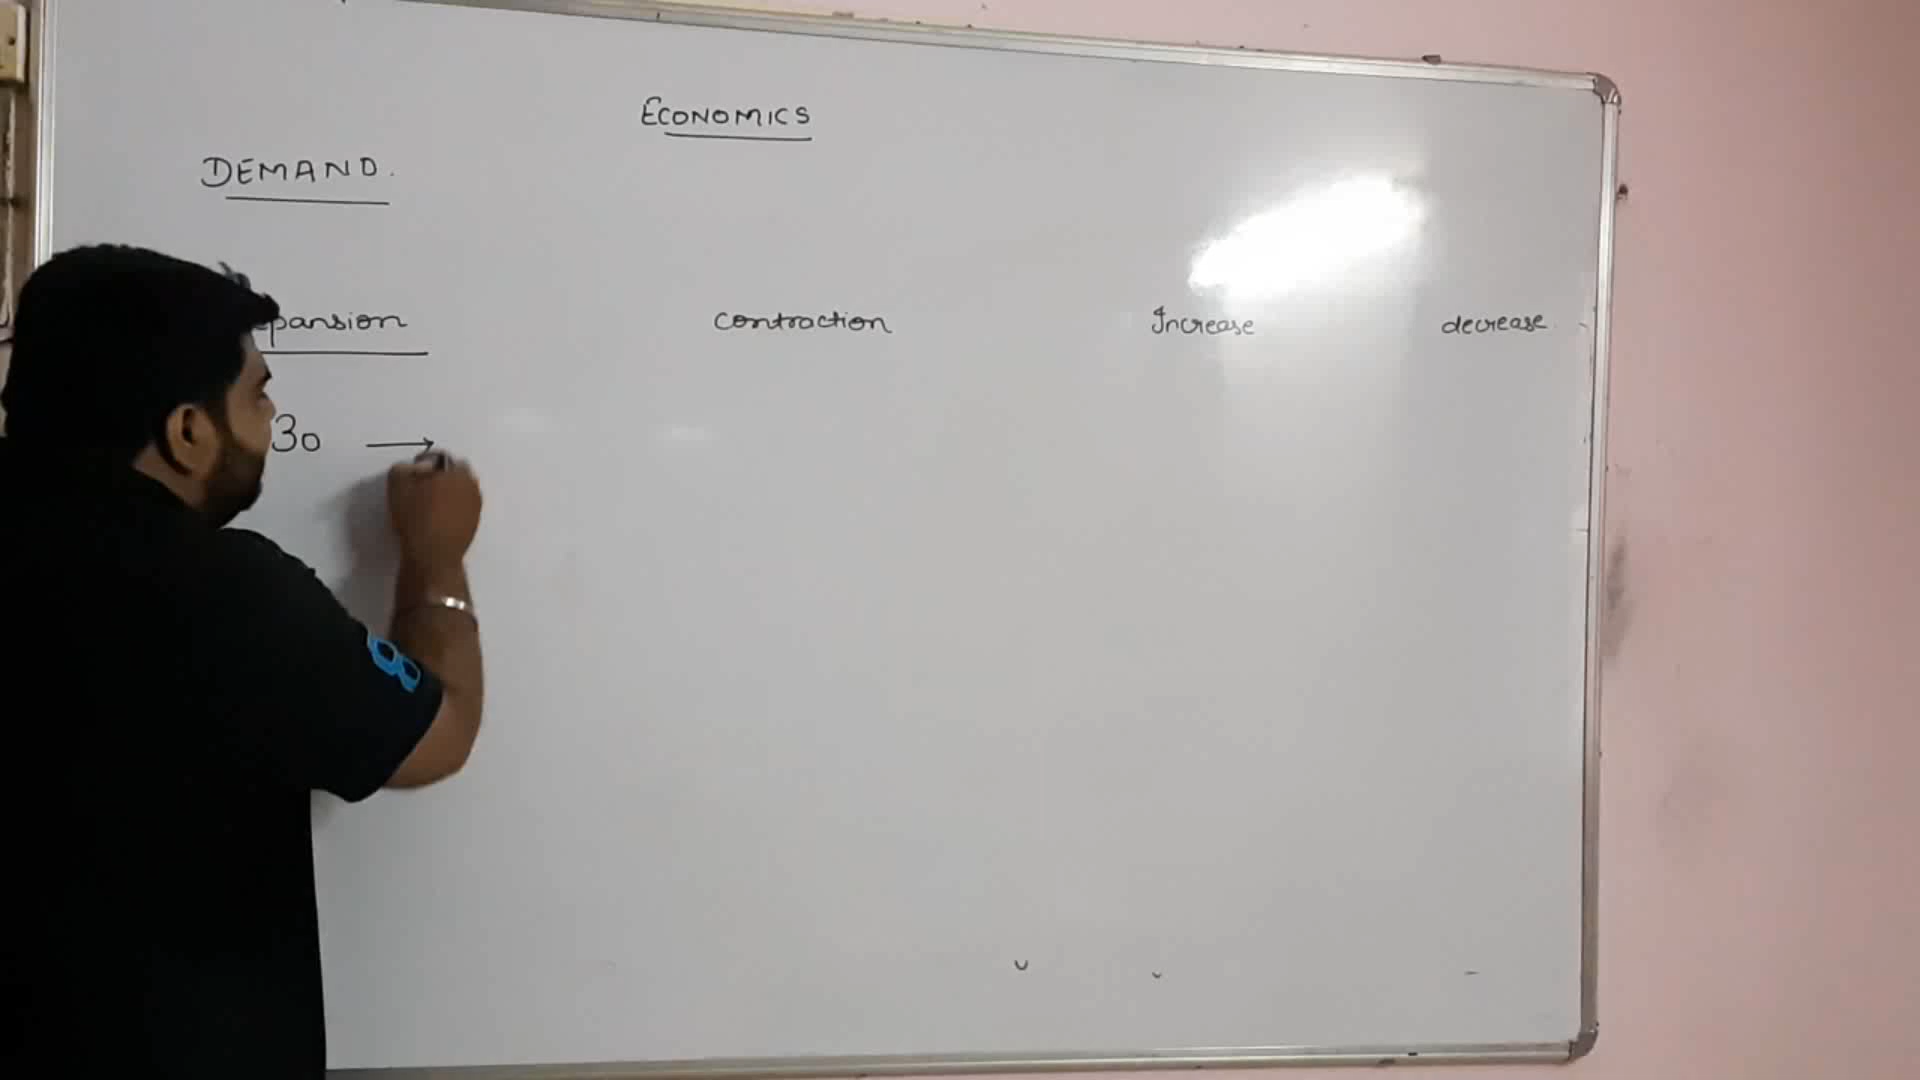 ECONOMICS
DEMAND.
pansion contraction Increase decrease
30 →